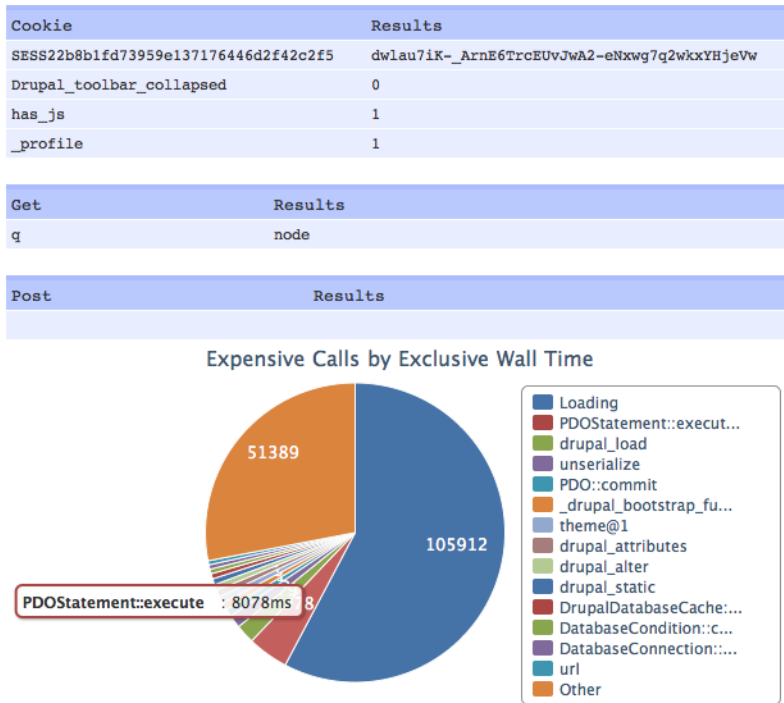 Cookie Results
SESS22b8b1fd73959e137176446d2f42c2f5 dwlau7iK-_ArnE6TrcEUvJwA2-eNxwg7q2wkxYHjeVw
Drupal_toolbar_collapsed 0
has_js 1
_profile 1
Get Results
q node
Post Results
Expensive Calls by Exclusive Wall Time
51389
105912
PDOStatement::execute : 8078ms
Loading
PDOStatement::execut...
drupal_load
unserialize
PDO::commit
_drupal_bootstrap_fu...
theme@1
drupal_attributes
drupal_alter
drupal_static
DrupalDatabaseCache:...
DatabaseCondition::c...
DatabaseConnection::...
url
Other